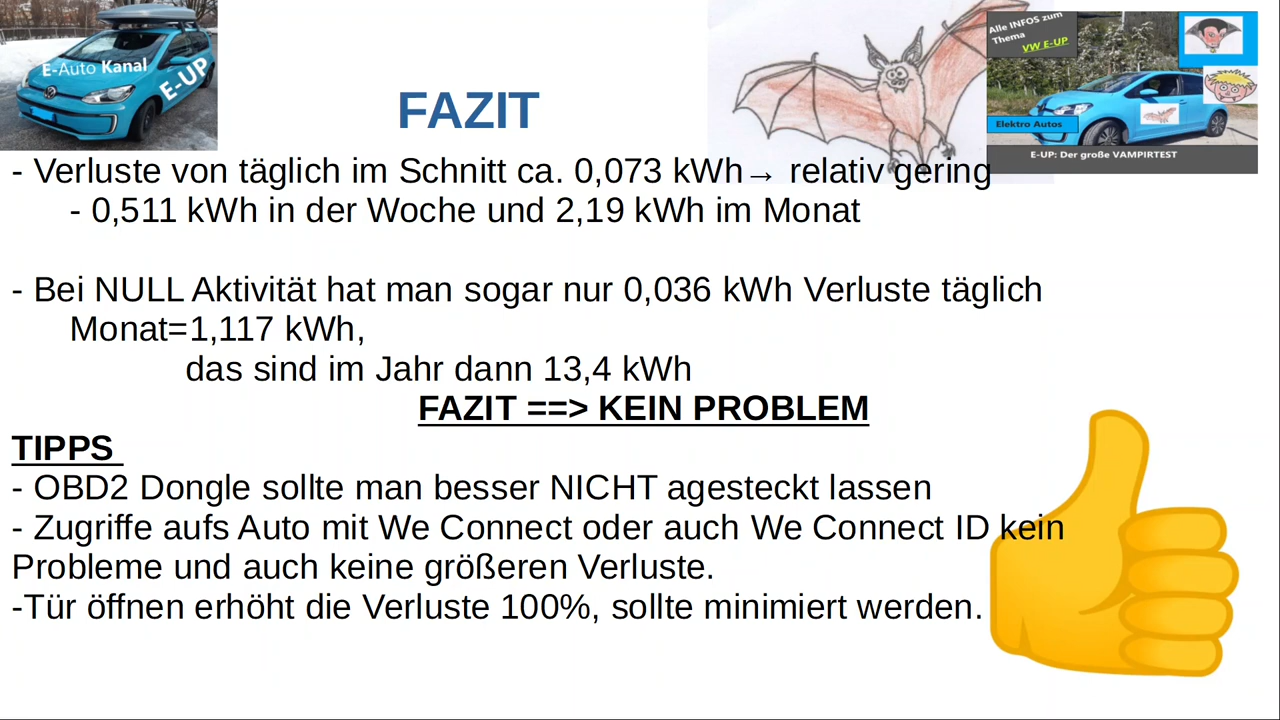 E-Auto Kanal
E-UP
Alle INFOS zum
Thema
VW E-UP
Elektro Autos
E-UP: Der große VAMPIRTEST
FAZIT
- Verluste von täglich im Schnitt ca. 0,073 kWh→ relativ gering
- 0,511 kWh in der Woche und 2,19 kWh im Monat
- Bei NULL Aktivität hat man sogar nur 0,036 kWh Verluste täglich
Monat=1,117 kWh,
das sind im Jahr dann 13,4 kWh
FAZIT ==> KEIN PROBLEM
TIPPS
- OBD2 Dongle sollte man besser NICHT agesteckt lassen
- Zugriffe aufs Auto mit We Connect oder auch We Connect ID kein
Probleme und auch keine größeren Verluste.
-Tür öffnen erhöht die Verluste 100%, sollte minimiert werden.